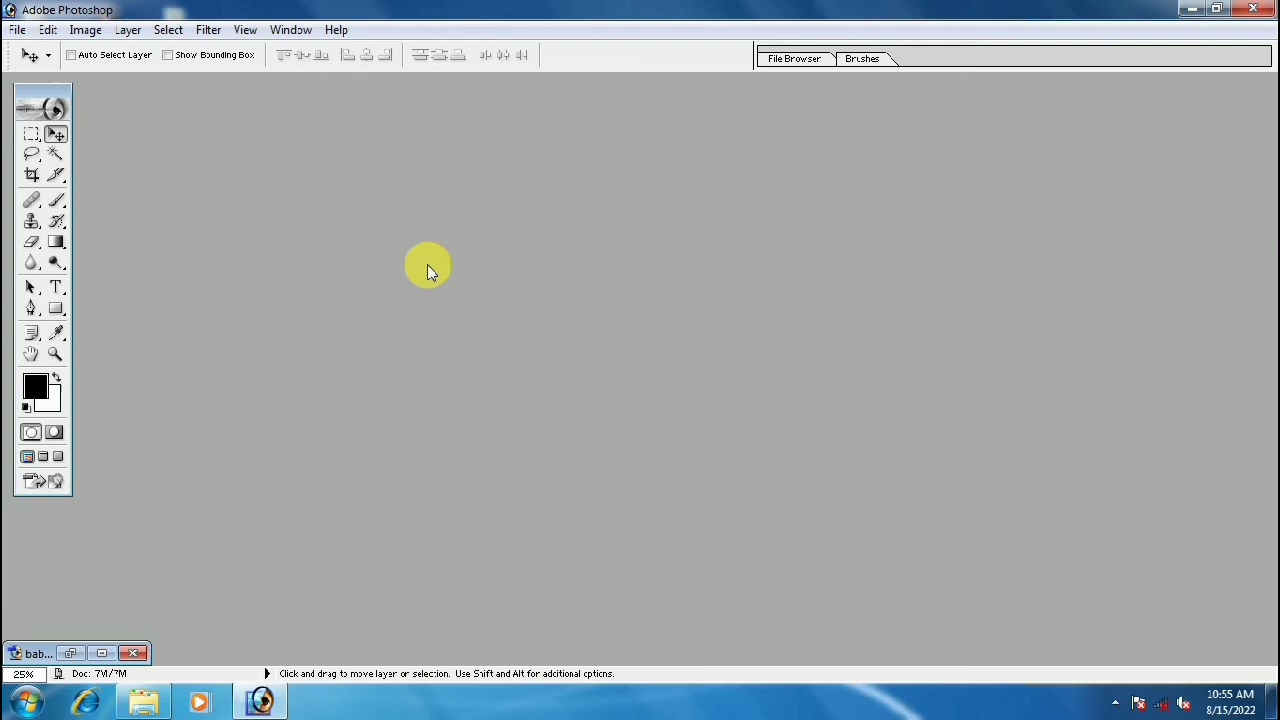 Adobe Photoshop
File Edit Image Layer Select Filter View Window Help
Auto Select Layer Show Bounding Box File Browser Brushes
bab...
25% Doc: 7M/7M Click and drag to move layer or selection. Use Shift and Alt for additional options.
10:55 AM
8/15/2022